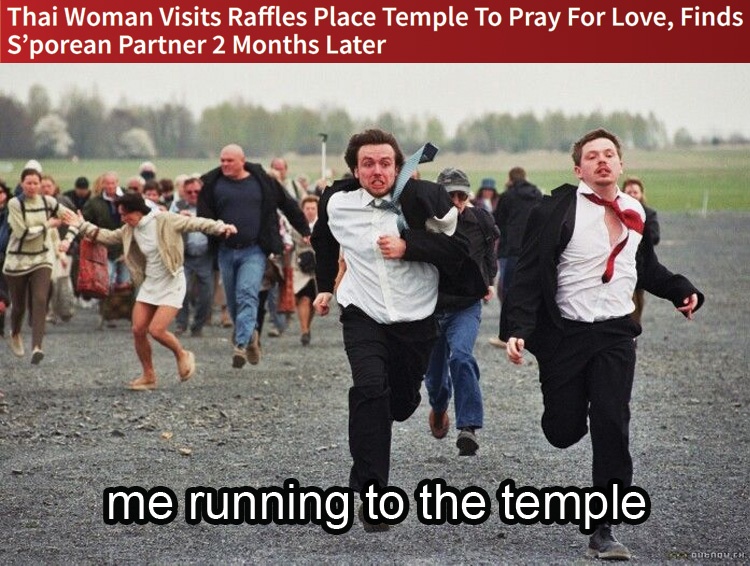 Thai Woman Visits Raffles Place Temple To Pray For Love, Finds
S’porean Partner 2 Months Later
me running to the temple